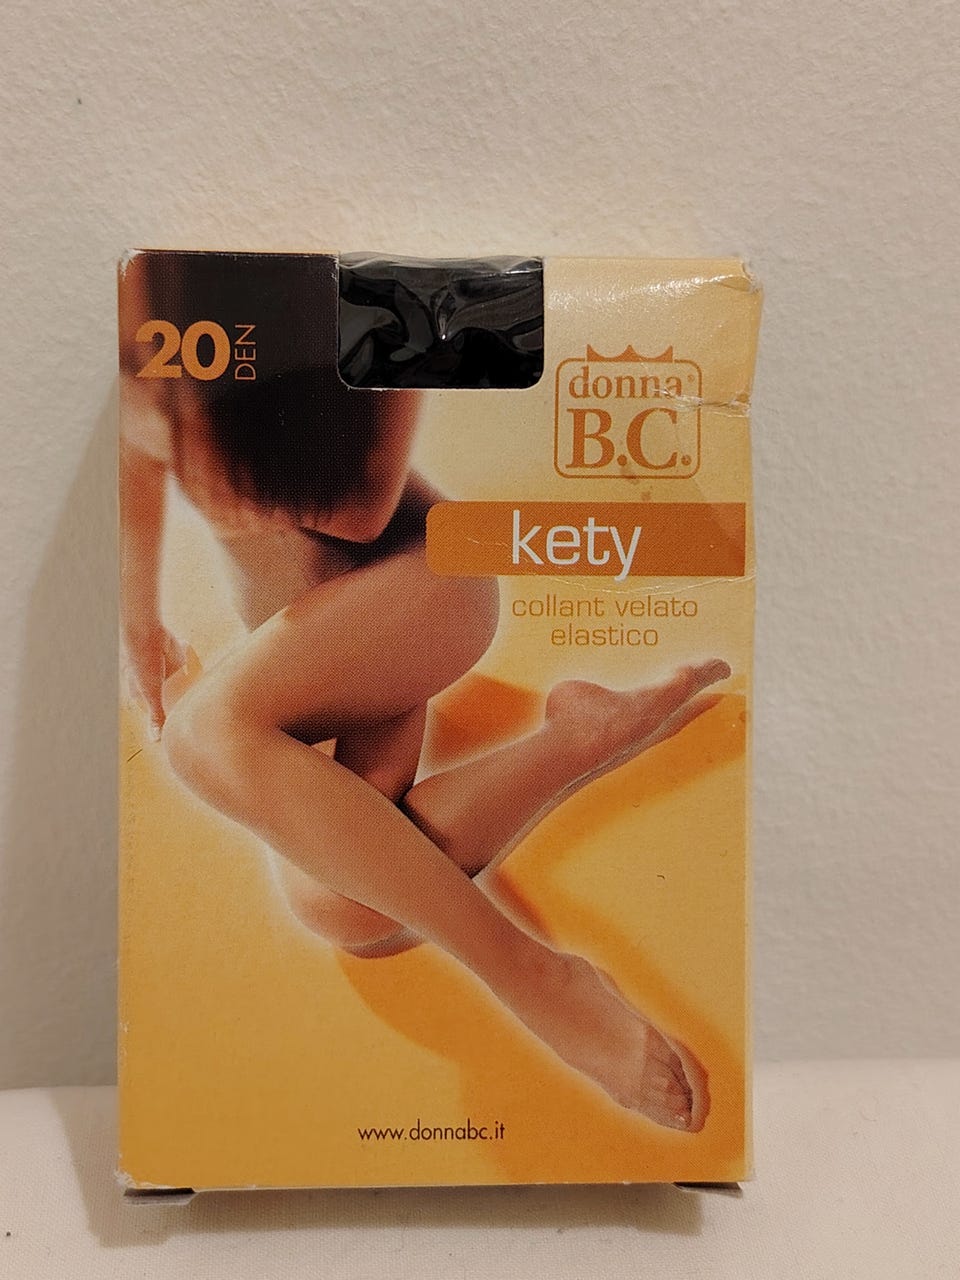 20 DEN
donna®
B.C.
kety
collant velato
elastico
www.donnabc.it